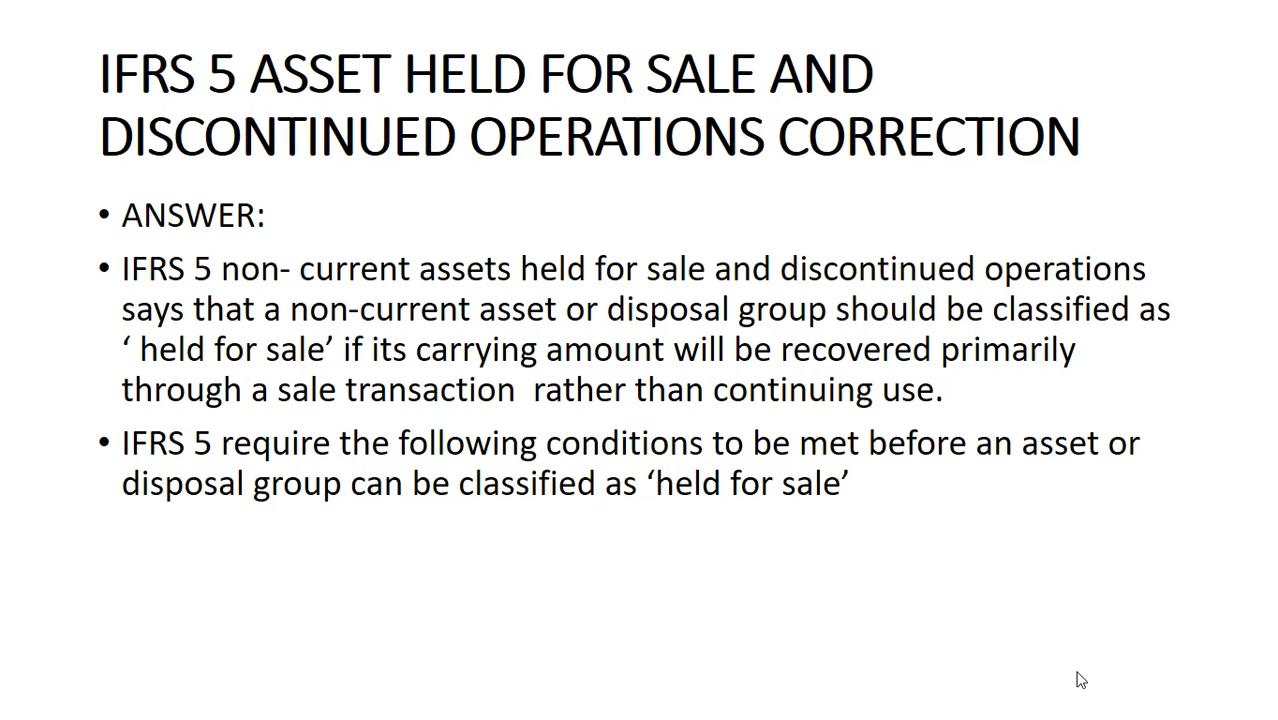 IFRS 5 ASSET HELD FOR SALE AND
DISCONTINUED OPERATIONS CORRECTION
• ANSWER:
• IFRS 5 non- current assets held for sale and discontinued operations
says that a non-current asset or disposal group should be classified as
‘ held for sale’ if its carrying amount will be recovered primarily
through a sale transaction  rather than continuing use.
• IFRS 5 require the following conditions to be met before an asset or
disposal group can be classified as ‘held for sale’